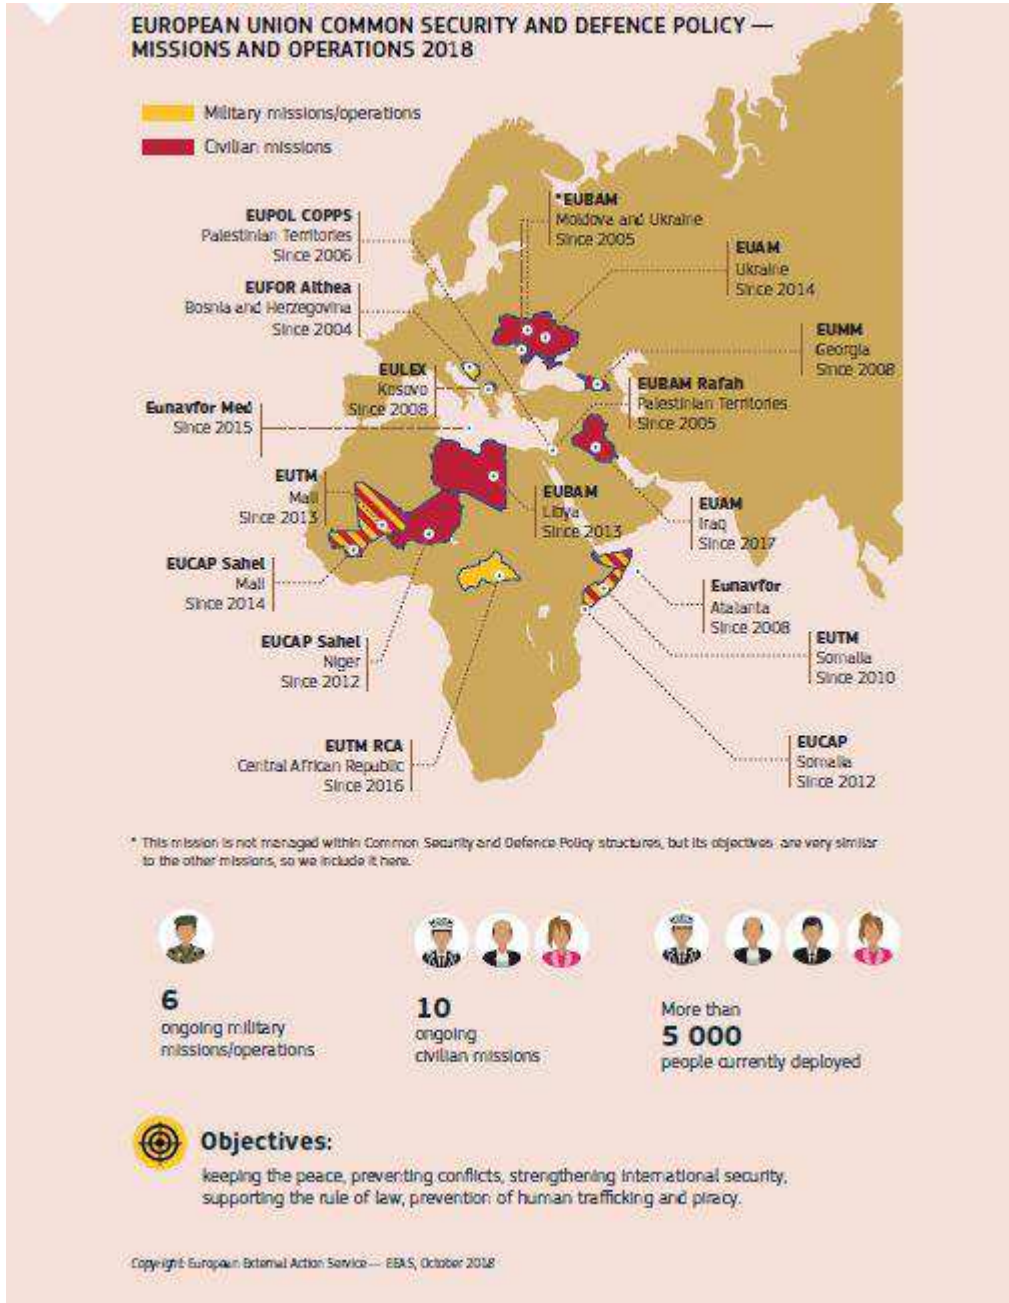 EUROPEAN UNION COMMON SECURITY AND DEFENCE POLICY —
MISSIONS AND OPERATIONS 2018
Military missions/operations
Civilian missions
EUPOL COPPS
Palestinian Territories
Since 2006
EUFOR Althea
Bosnia and Herzegovina
Since 2004
EULEX
Kosovo
Since 2008
Eunavfor Med
Since 2015
EUTM
Mali
Since 2013
EUCAP Sahel
Mali
Since 2014
EUCAP Sahel
Niger
Since 2012
EUTM RCA
Central African Republic
Since 2016
*EUBAM
Moldova and Ukraine
Since 2005
EUAM
Ukraine
Since 2014
EUMM
Georgia
Since 2008
EUBAM Rafah
Palestinian Territories
Since 2005
EUBAM
Libya
Since 2013
EUAM
Iraq
Since 2017
Eunavfor
Atalanta
Since 2008
EUTM
Somalia
Since 2010
EUCAP
Somalia
Since 2012
* This mission is not managed within Common Security and Defence Policy structures, but its objectives are very similar
to the other missions, so we include it here.
6
ongoing military
missions/operations
10
ongoing
civilian missions
More than
5 000
people currently deployed
Objectives:
keeping the peace, preventing conflicts, strengthening international security,
supporting the rule of law, prevention of human trafficking and piracy.
Copyright: European External Action Service — EEAS, October 2018